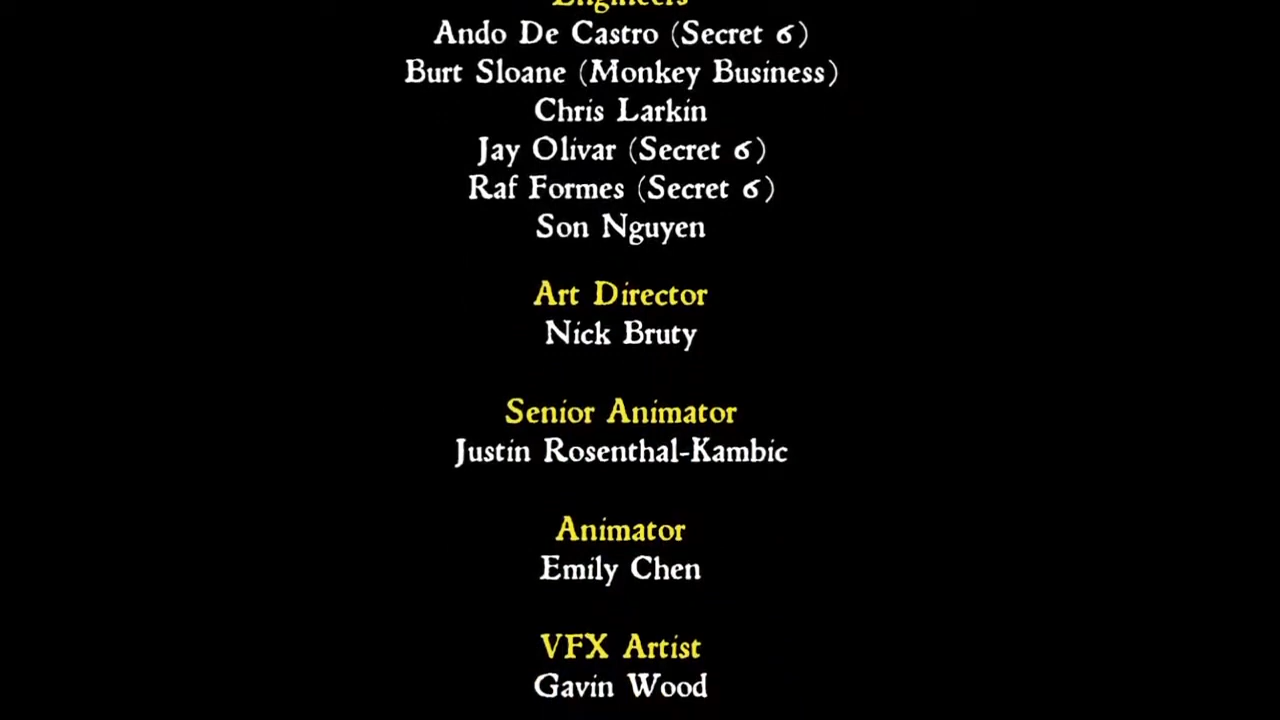 Engineers
Ando De Castro (Secret 6)
Burt Sloane (Monkey Business)
Chris Larkin
Jay Olivar (Secret 6)
Raf Formes (Secret 6)
Son Nguyen
Art Director
Nick Bruty
Senior Animator
Justin Rosenthal-Kambic
Animator
Emily Chen
VFX Artist
Gavin Wood